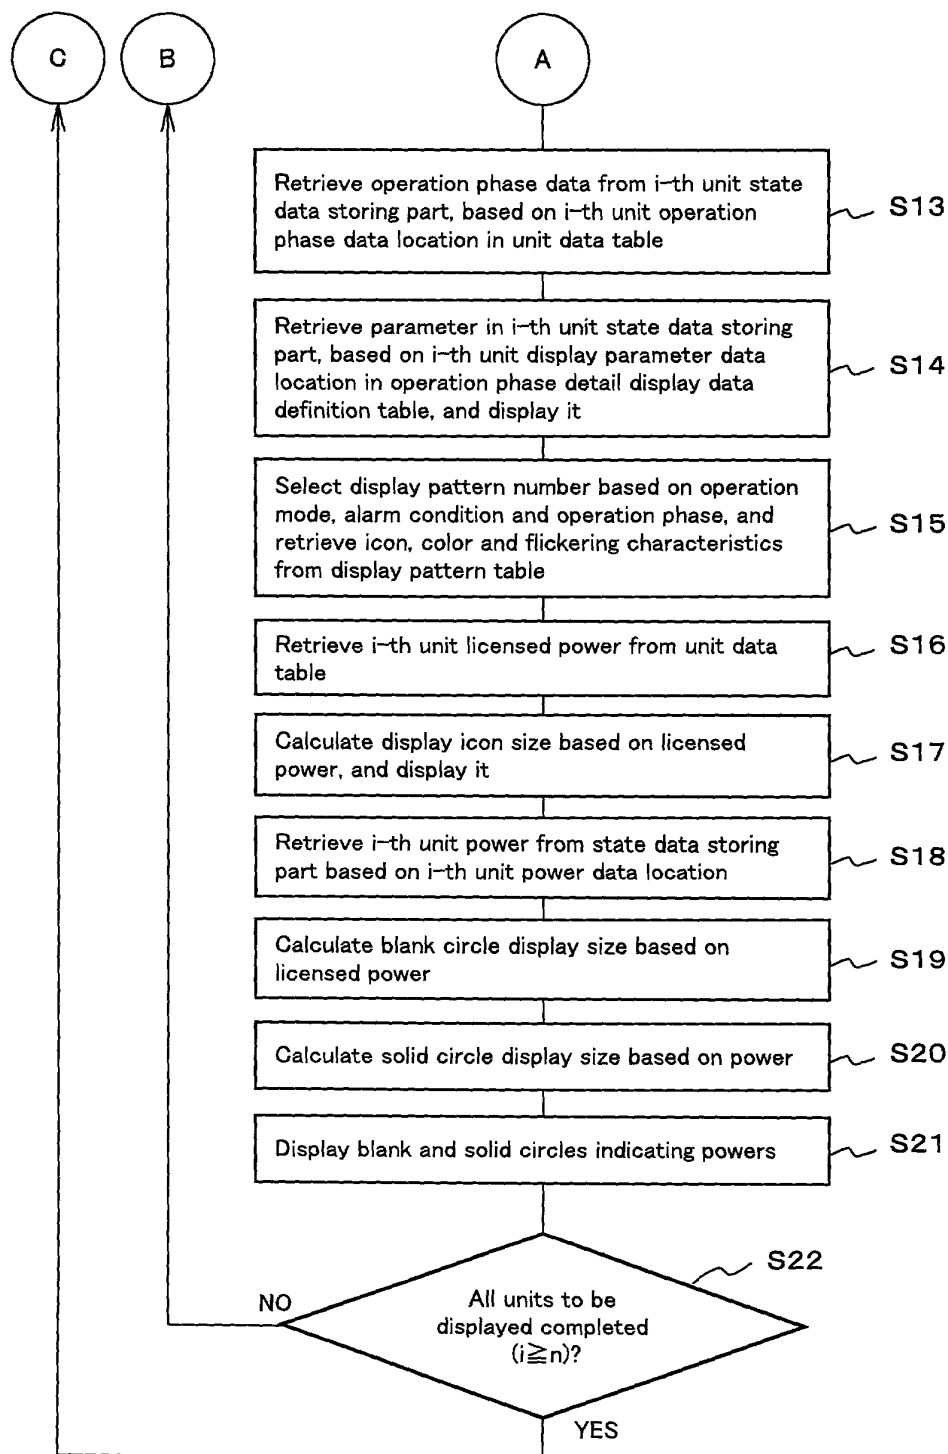 C
B
A
Retrieve operation phase data from i-th unit state
data storing part, based on i-th unit operation
phase data location in unit data table
S13
Retrieve parameter in i-th unit state data storing
part, based on i-th unit display parameter data
location in operation phase detail display data
definition table, and display it
S14
Select display pattern number based on operation
mode, alarm condition and operation phase, and
retrieve icon, color and flickering characteristics
from display pattern table
S15
Retrieve i-th unit licensed power from unit data
table
S16
Calculate display icon size based on licensed
power, and display it
S17
Retrieve i-th unit power from state data storing
part based on i-th unit power data location
S18
Calculate blank circle display size based on
licensed power
S19
Calculate solid circle display size based on power
S20
Display blank and solid circles indicating powers
S21
S22
All units to be
displayed completed
(i≧n)?
NO
YES